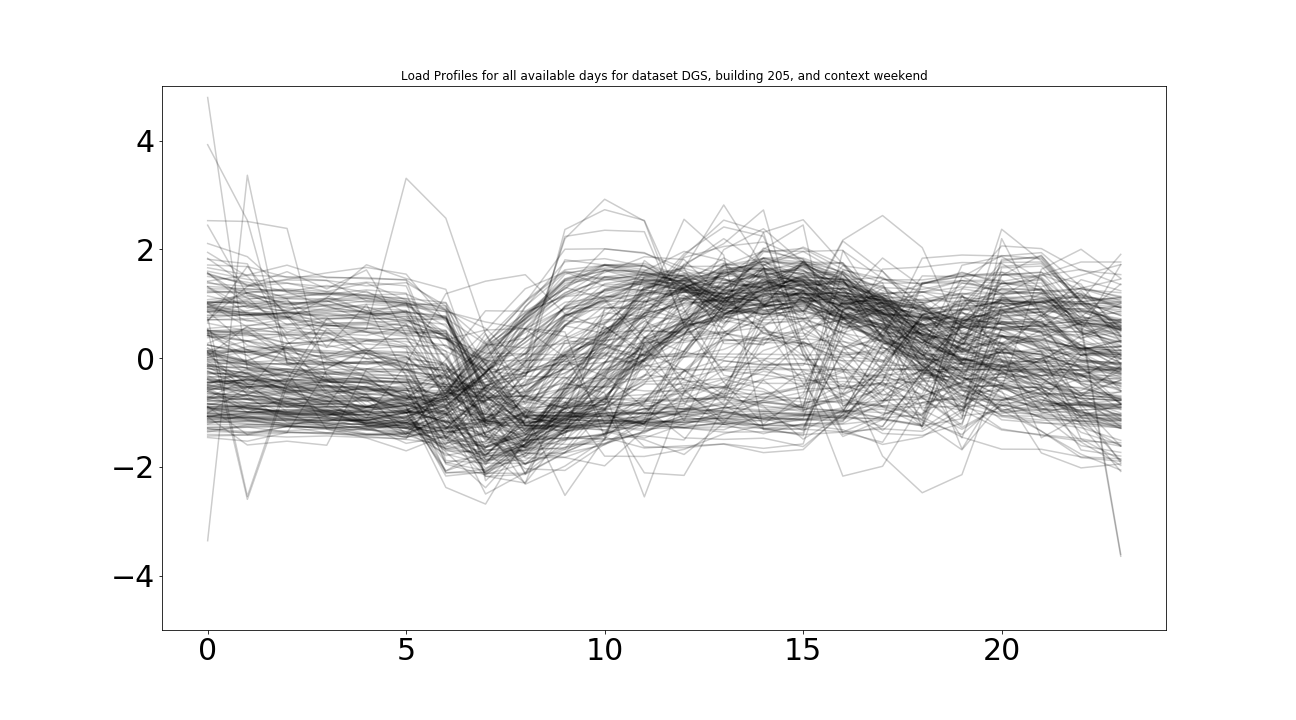 Load Profiles for all available days for dataset DGS, building 205, and context weekend
4
2
0
−2
−4
0 5 10 15 20